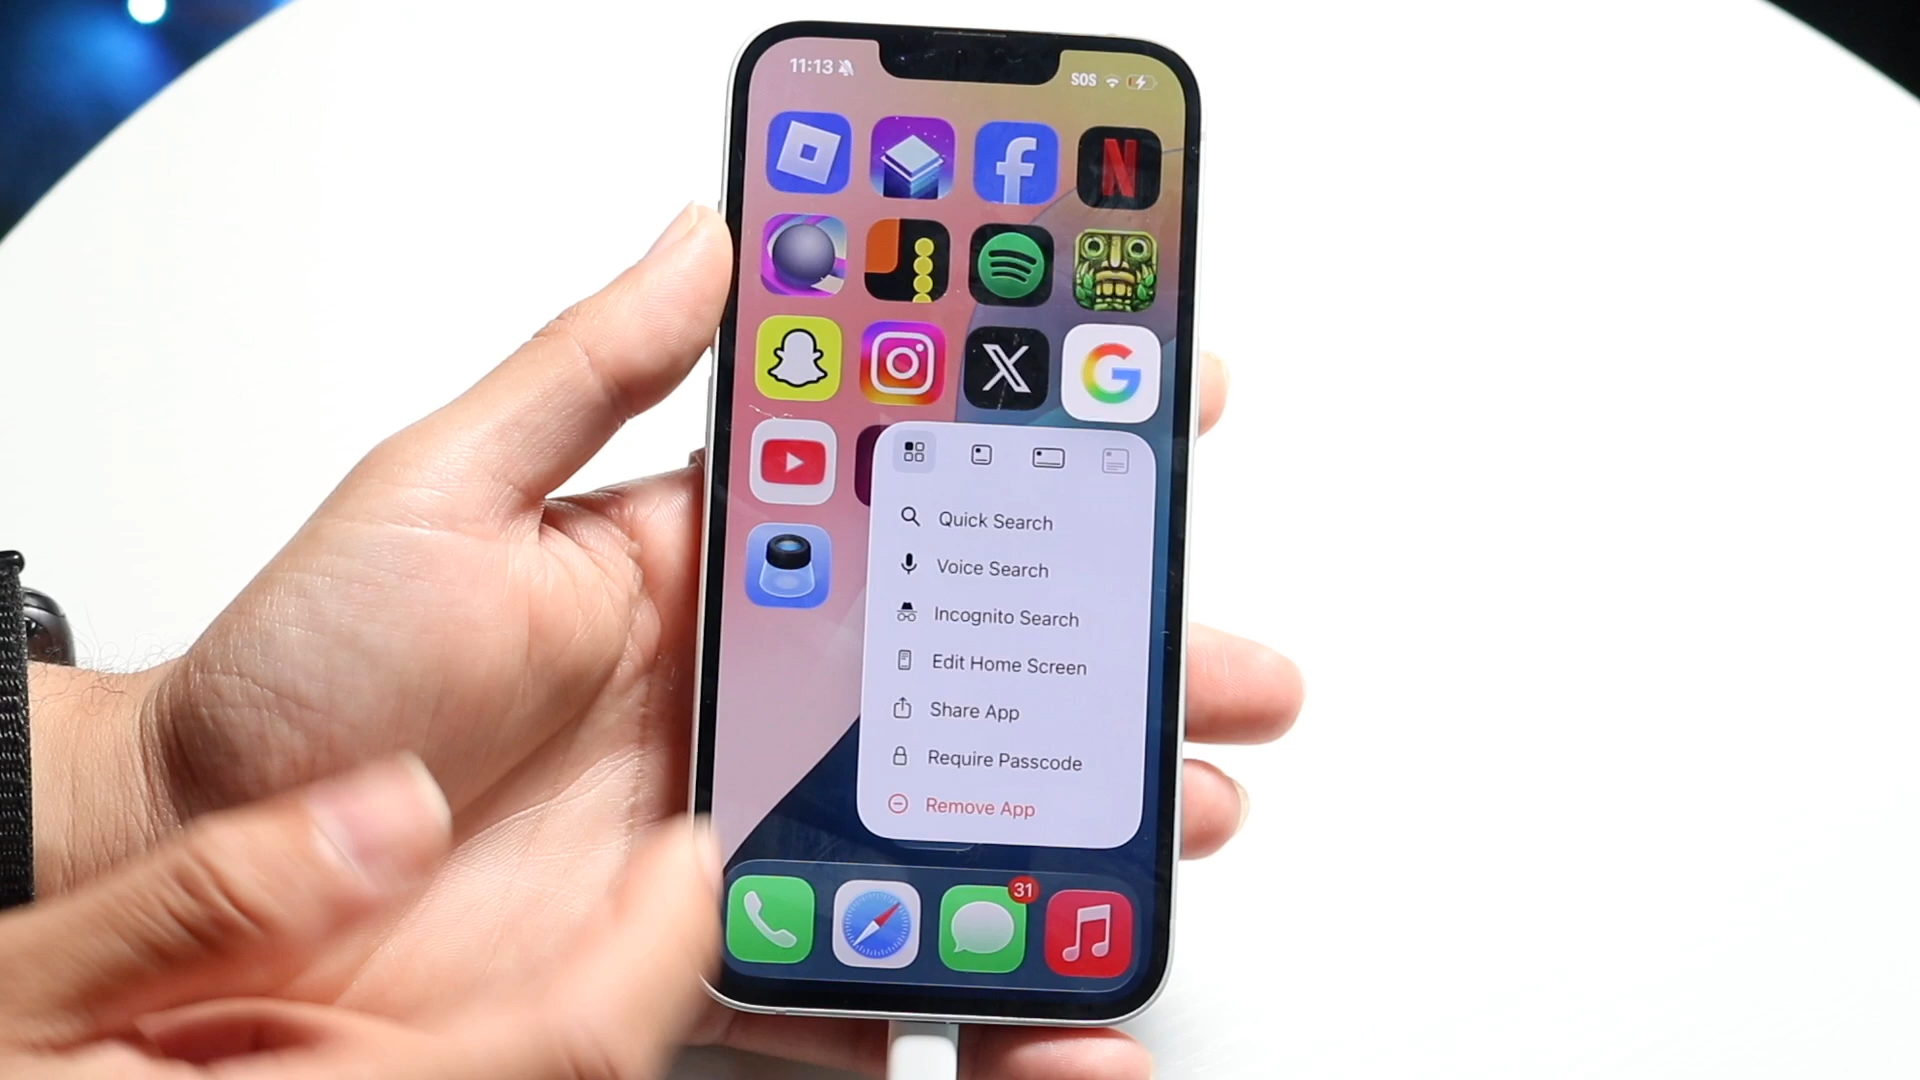 11:13
SOS
Quick Search
Voice Search
Incognito Search
Edit Home Screen
Share App
Require Passcode
Remove App
31